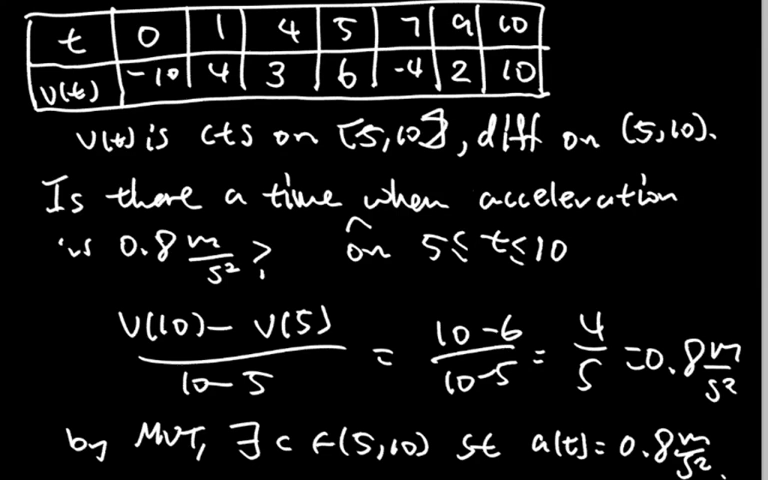 t 0 1 4 5 7 9 10
v(t) -10 4 3 6 -4 2 10
v(t) is cts on [5,10], diff on (5,10).
Is there a time when acceleration
is 0.8 m/s² ? ^ on 5 ≤ t ≤ 10
(v(10) - v(5))/(10-5) = (10-6)/(10-5) = 4/5 = 0.8 m/s²
by MVT, ∃ c ∈ (5,10) st a(t) = 0.8 m/s².